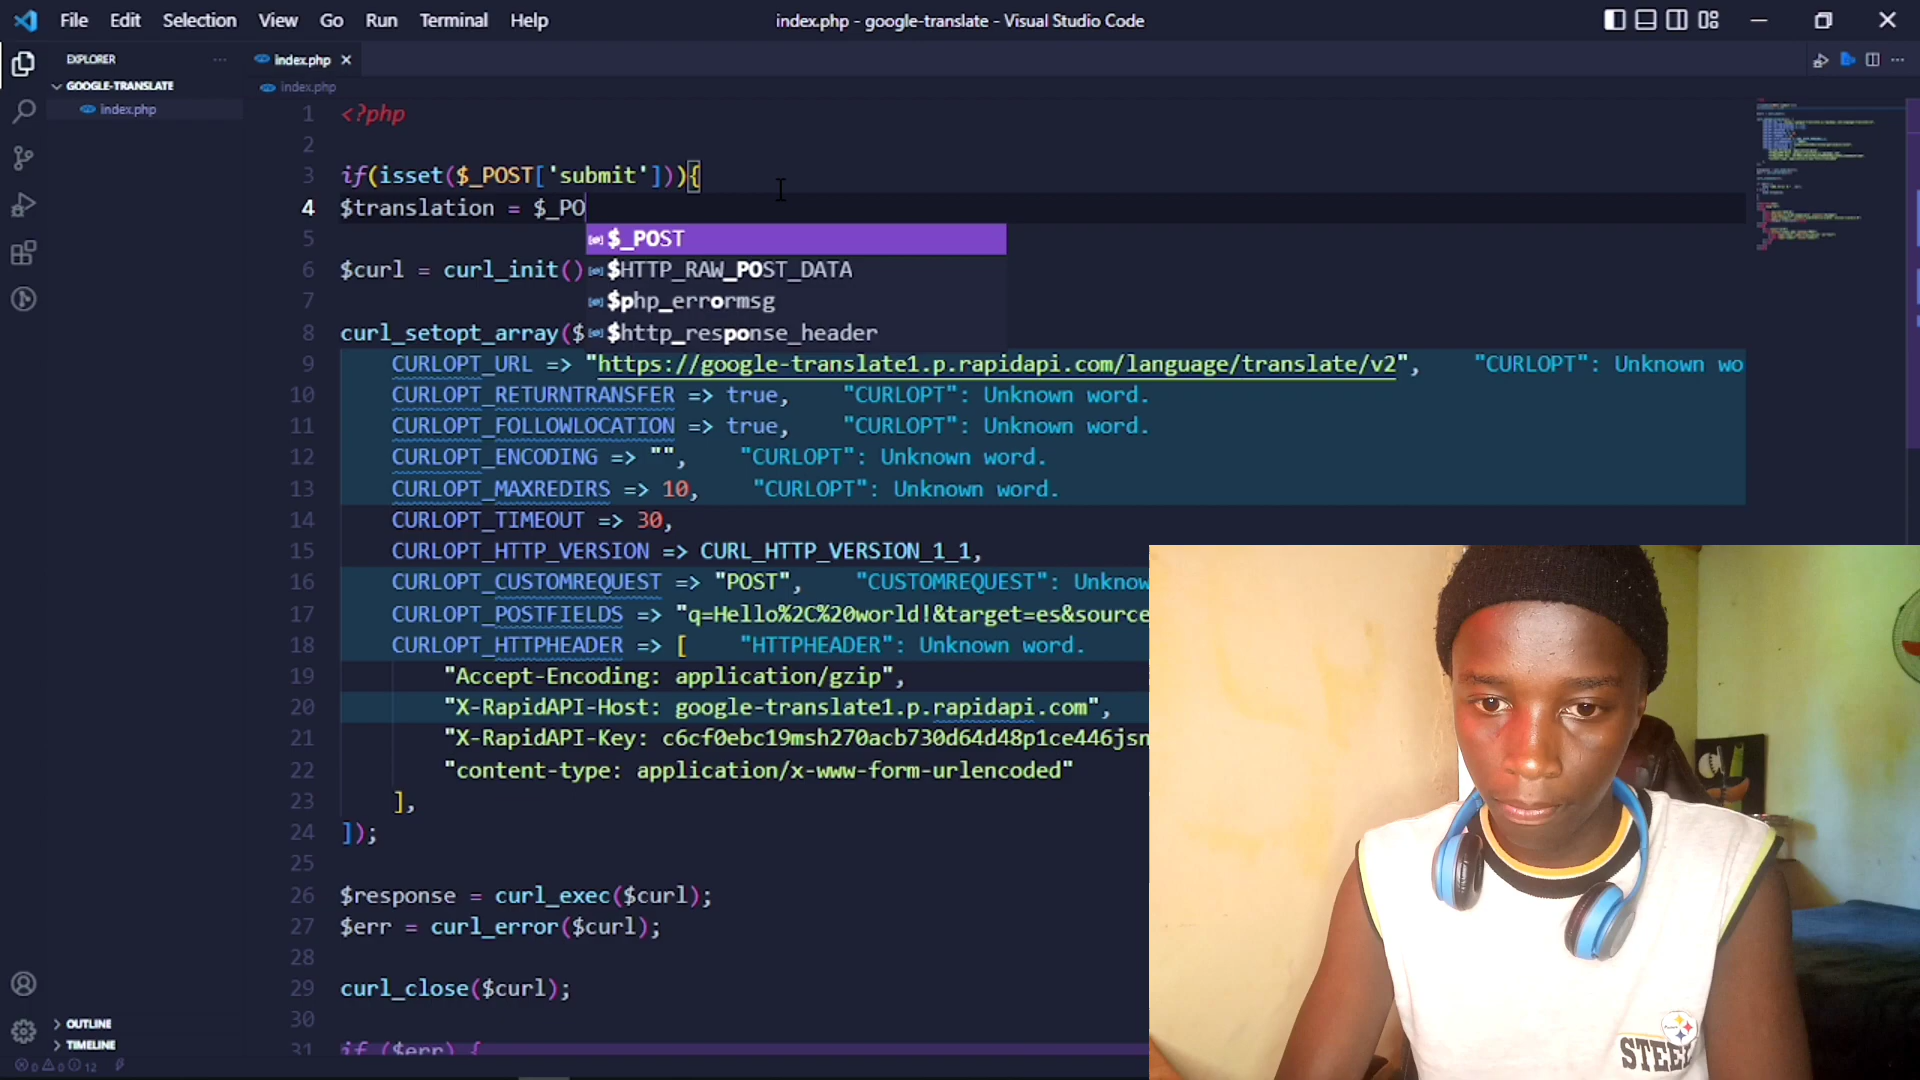 File Edit Selection View Go Run Terminal Help
index.php - google-translate - Visual Studio Code
EXPLORER
GOOGLE-TRANSLATE
index.php
index.php
index.php
1 <?php
2
3 if(isset($_POST['submit'])){
4 $translation = $_PO
$_POST
$HTTP_RAW_POST_DATA
$php_errormsg
$http_response_header
5
6 $curl = curl_init()
7
8 curl_setopt_array($
9 CURLOPT_URL => "https://google-translate1.p.rapidapi.com/language/translate/v2", "CURLOPT": Unknown wo
10 CURLOPT_RETURNTRANSFER => true, "CURLOPT": Unknown word.
11 CURLOPT_FOLLOWLOCATION => true, "CURLOPT": Unknown word.
12 CURLOPT_ENCODING => "", "CURLOPT": Unknown word.
13 CURLOPT_MAXREDIRS => 10, "CURLOPT": Unknown word.
14 CURLOPT_TIMEOUT => 30,
15 CURLOPT_HTTP_VERSION => CURL_HTTP_VERSION_1_1,
16 CURLOPT_CUSTOMREQUEST => "POST", "CUSTOMREQUEST": Unknow
17 CURLOPT_POSTFIELDS => "q=Hello%2C%20world!&target=es&source
18 CURLOPT_HTTPHEADER => [ "HTTPHEADER": Unknown word.
19 "Accept-Encoding: application/gzip",
20 "X-RapidAPI-Host: google-translate1.p.rapidapi.com",
21 "X-RapidAPI-Key: c6cf0ebc19msh270acb730d64d48p1ce446jsn
22 "content-type: application/x-www-form-urlencoded"
23 ],
24 ]);
25
26 $response = curl_exec($curl);
27 $err = curl_error($curl);
28
29 curl_close($curl);
30
31 if ($err) {
OUTLINE
TIMELINE
0 0 12
STEEL